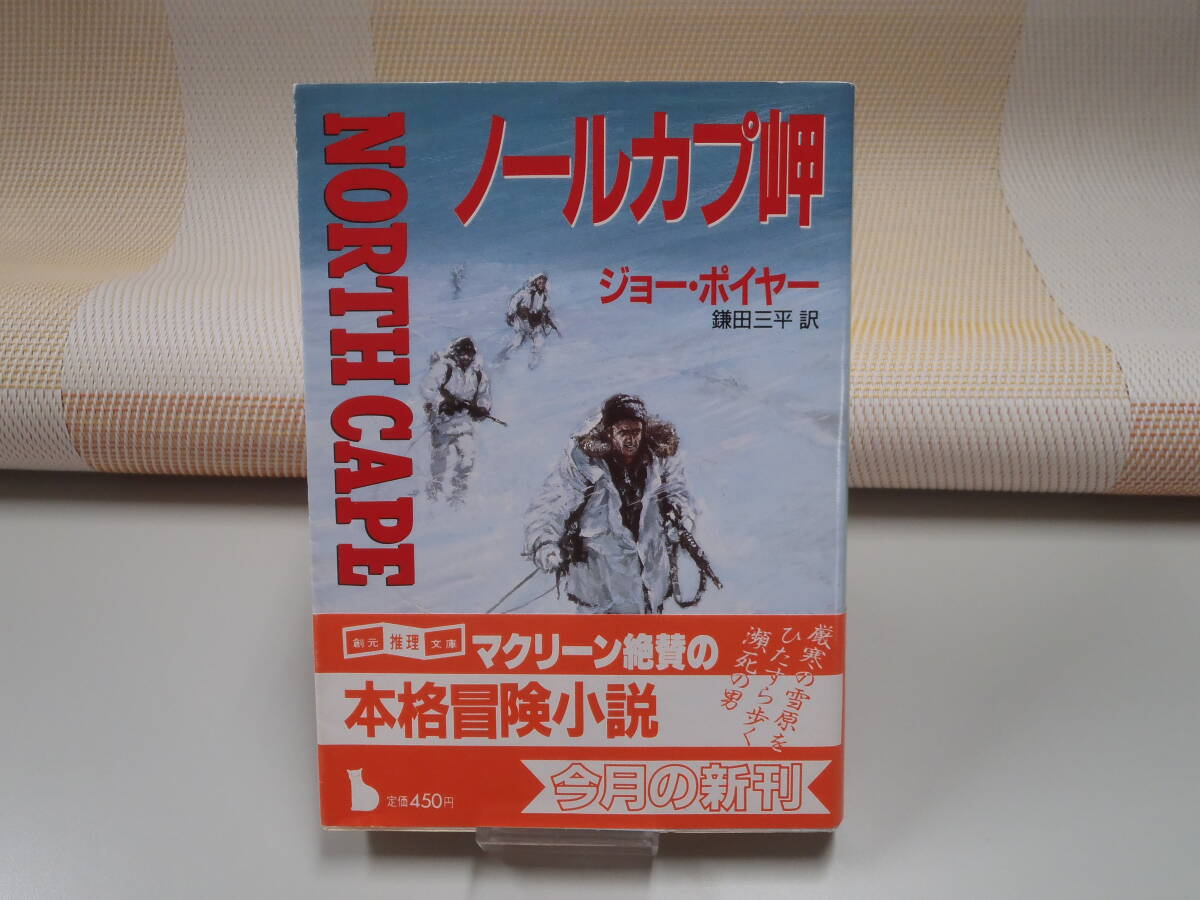 ノールカプ岬
NORTH CAPE
ジョー・ポイヤー
鎌田三平 訳
創元推理文庫
マクリーン絶賛の
本格冒険小説
厳寒の雪原を
ひたすら歩く
瀕死の男
今月の新刊
定価450円